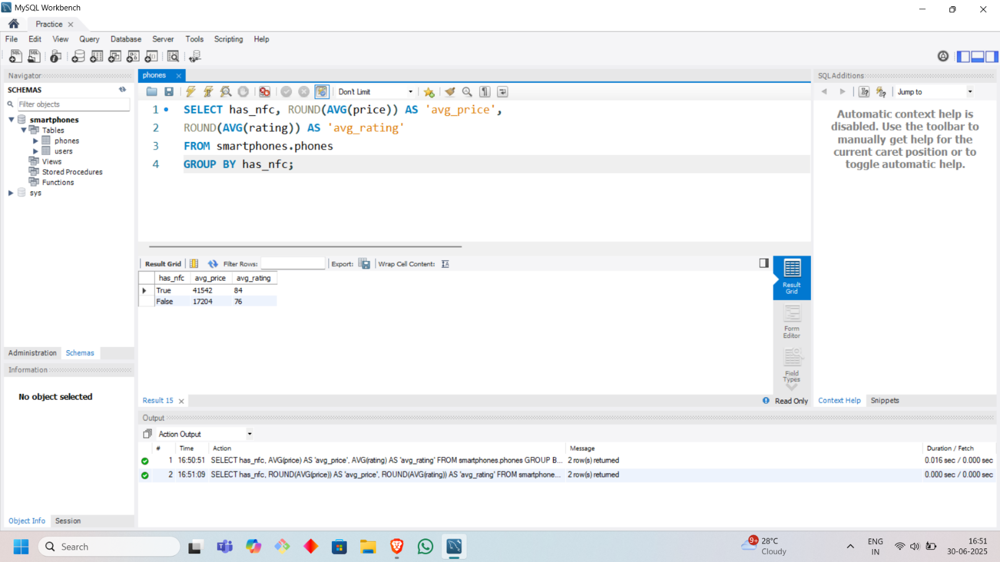 MySQL Workbench
Practice
File Edit View Query Database Server Tools Scripting Help
Navigator
SCHEMAS
Filter objects
smartphones
Tables
phones
users
Views
Stored Procedures
Functions
sys
Administration Schemas
Information
No object selected
Object Info Session
phones
Don't Limit
1 SELECT has_nfc, ROUND(AVG(price)) AS 'avg_price',
2 ROUND(AVG(rating)) AS 'avg_rating'
3 FROM smartphones.phones
4 GROUP BY has_nfc;
Result Grid Filter Rows: Export: Wrap Cell Content:
has_nfc avg_price avg_rating
True 41542 84
False 17204 76
Result
Grid
Form
Editor
Field
Types
Result 15 Read Only
SQLAdditions
Jump to
Automatic context help is
disabled. Use the toolbar to
manually get help for the
current caret position or to
toggle automatic help.
Context Help Snippets
Output
Action Output
# Time Action Message Duration / Fetch
1 16:50:51 SELECT has_nfc, AVG(price) AS 'avg_price', AVG(rating) AS 'avg_rating' FROM smartphones.phones GROUP B... 2 row(s) returned 0.016 sec / 0.000 sec
2 16:51:09 SELECT has_nfc, ROUND(AVG(price)) AS 'avg_price', ROUND(AVG(rating)) AS 'avg_rating' FROM smartphone... 2 row(s) returned 0.000 sec / 0.000 sec
Search
9+
28°C
Cloudy
ENG
IN
16:51
30-06-2025